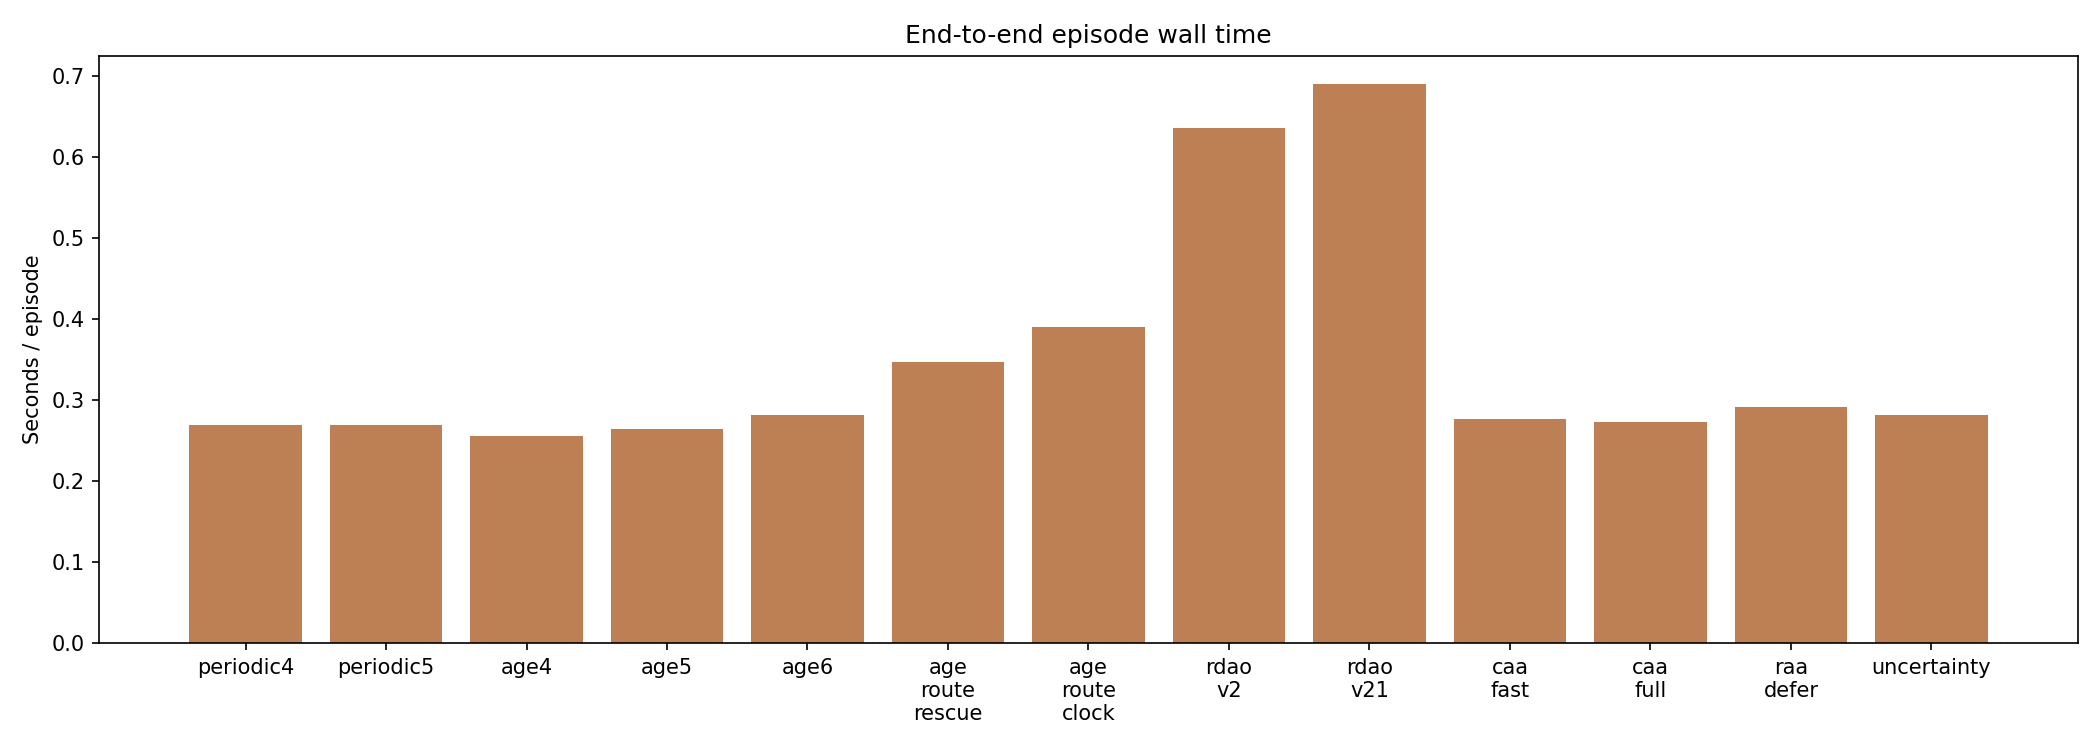 End-to-end episode wall time
Seconds / episode
0.7
0.6
0.5
0.4
0.3
0.2
0.1
0.0
periodic4
periodic5
age4
age5
age6
age
route
rescue
age
route
clock
rdao
v2
rdao
v21
caa
fast
caa
full
raa
defer
uncertainty